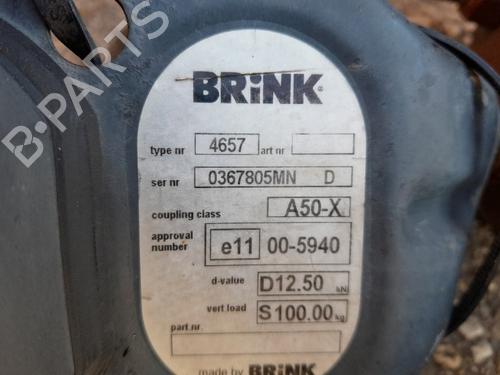 BRiNK®
type nr 4657 art nr
ser nr 0367805MN D
coupling class A50-X
approval number e11 00-5940
d-value D12.50 kN
vert load S100.00 kg
part.nr.
made by BRiNK
B-PARTS